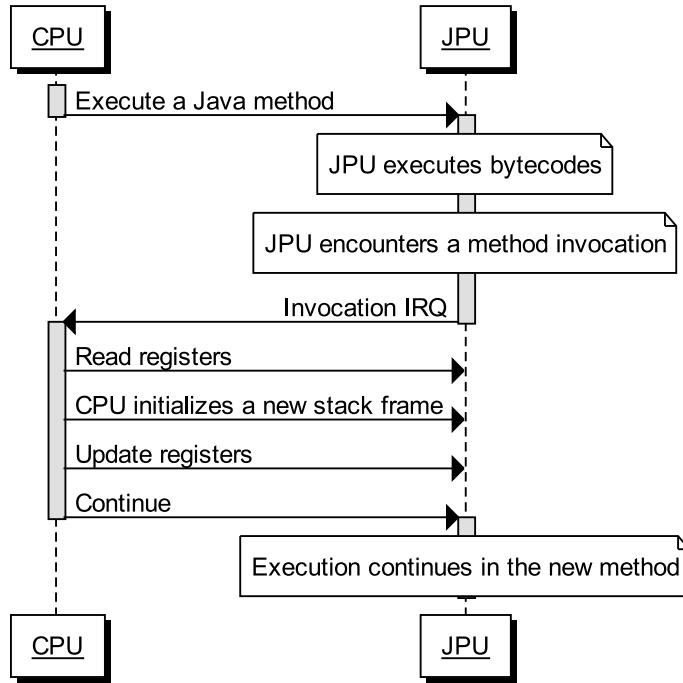 CPU
JPU
Execute a Java method
JPU executes bytecodes
JPU encounters a method invocation
Invocation IRQ
Read registers
CPU initializes a new stack frame
Update registers
Continue
Execution continues in the new method
CPU
JPU